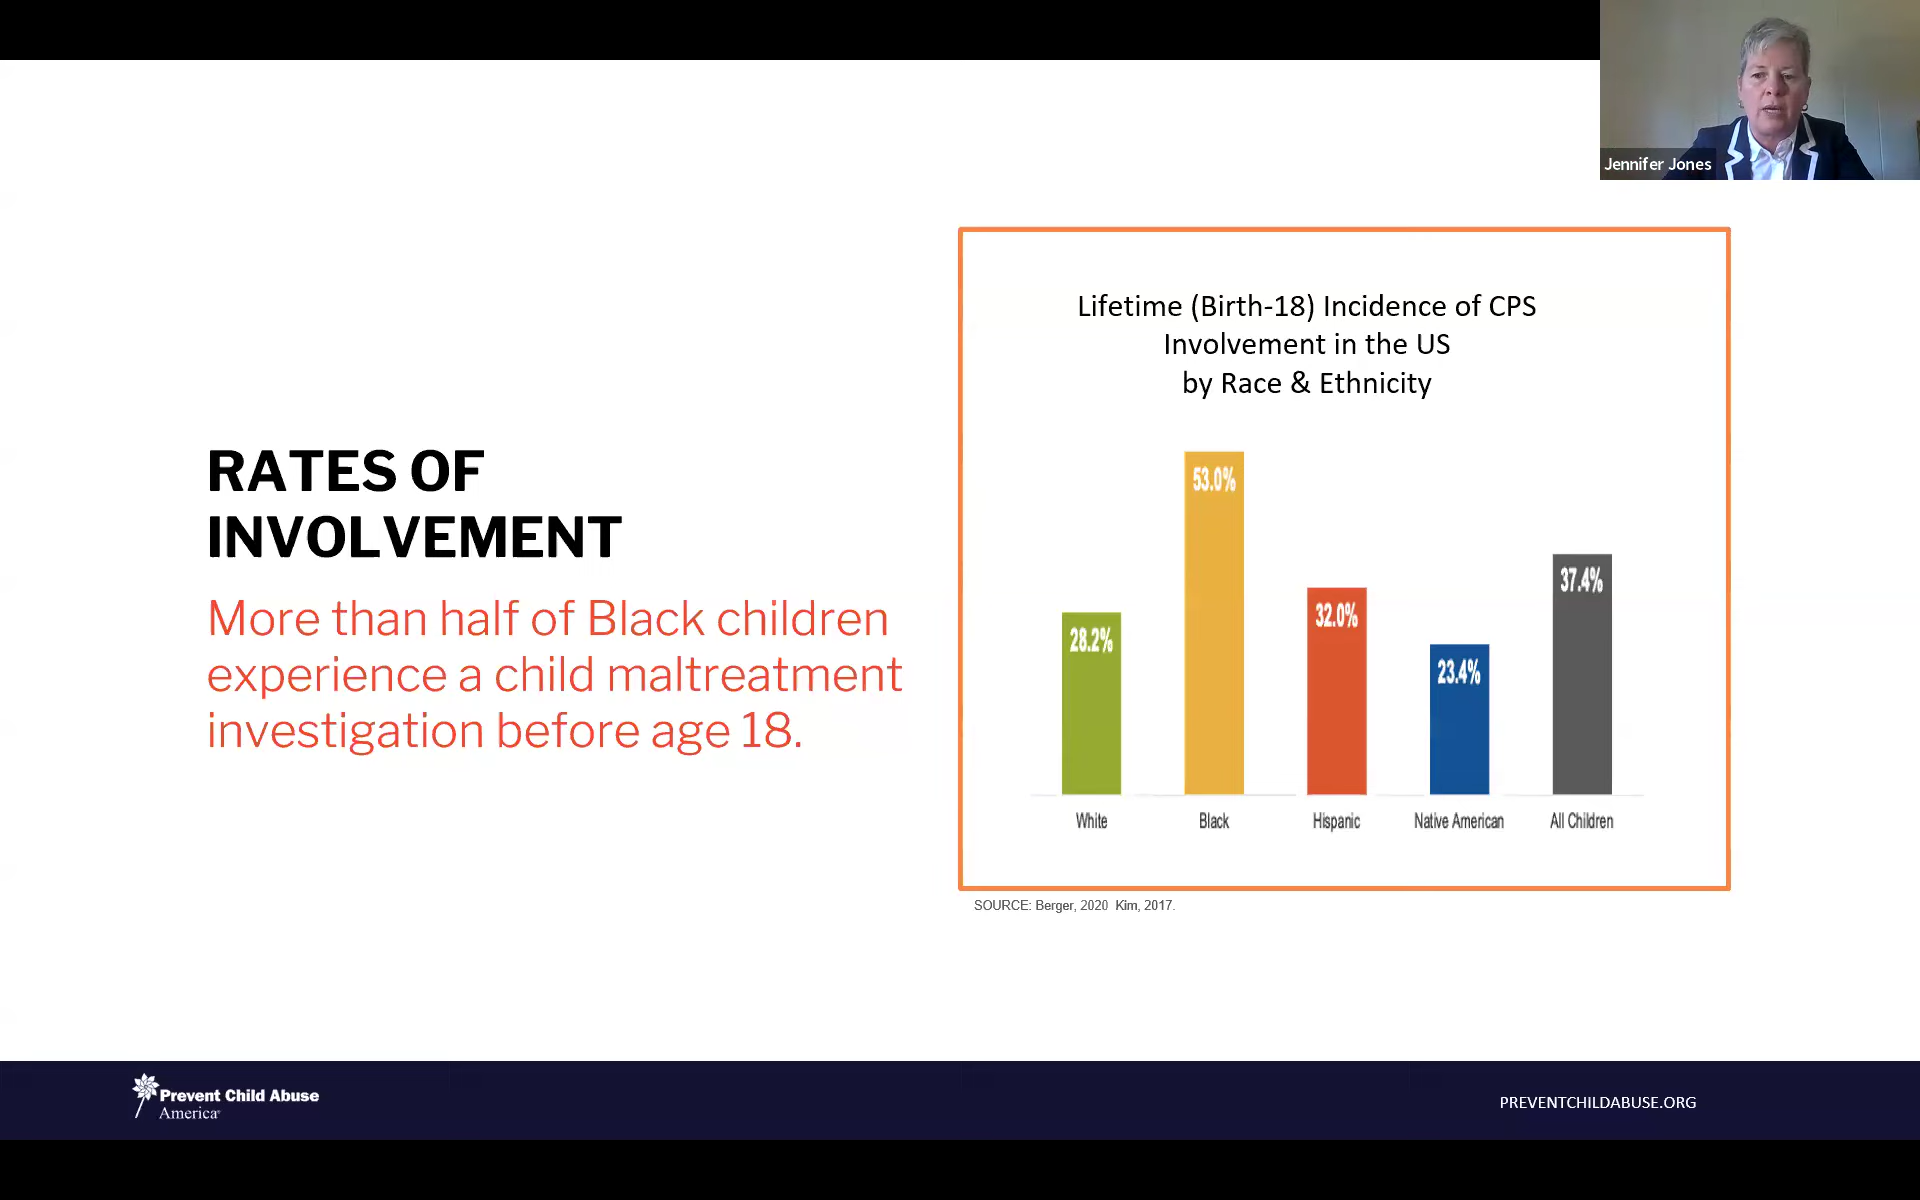 Jennifer Jones
RATES OF
INVOLVEMENT
More than half of Black children
experience a child maltreatment
investigation before age 18.
Lifetime (Birth-18) Incidence of CPS
Involvement in the US
by Race & Ethnicity
28.2%
53.0%
32.0%
23.4%
37.4%
White
Black
Hispanic
Native American
All Children
SOURCE: Berger, 2020 Kim, 2017.
Prevent Child Abuse
America
PREVENTCHILDABUSE.ORG